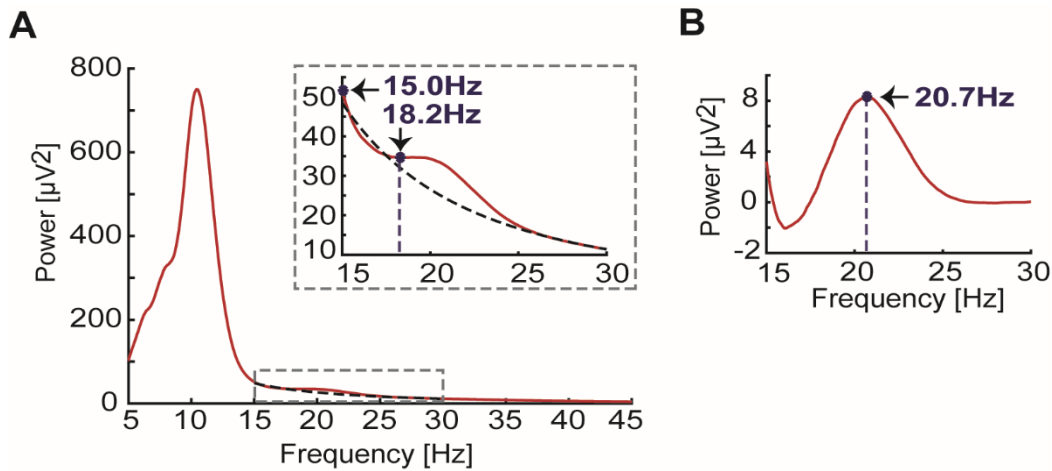 A
800
600
400
200
0
Power [µV2]
5 10 15 20 25 30 35 40 45
Frequency [Hz]
50
40
30
20
10
15 20 25 30
15.0Hz
18.2Hz
B
8
4
0
-2
Power [µV2]
15 20 25 30
Frequency [Hz]
20.7Hz